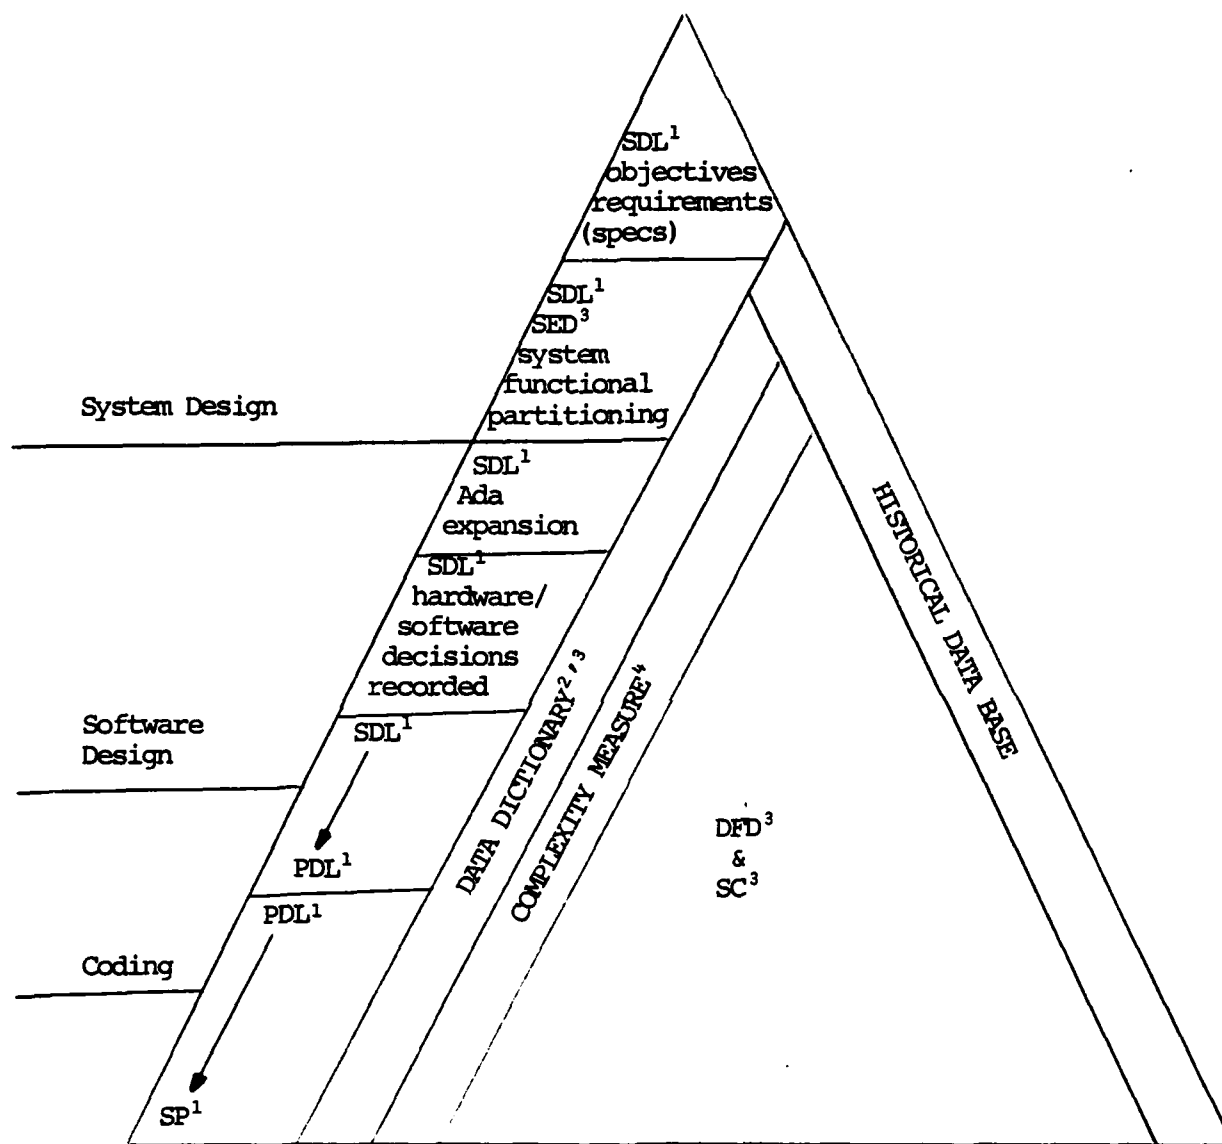 SDL¹
objectives
requirements
(specs)
SDL¹
SED³
system
functional
partitioning
System Design
SDL¹
Ada
expansion
SDL¹
hardware/
software
decisions
recorded
Software
Design
SDL¹
PDL¹
PDL¹
Coding
SP¹
DATA DICTIONARY²,³
COMPLEXITY MEASURE⁴
DFD³
&
SC³
HISTORICAL DATA BASE